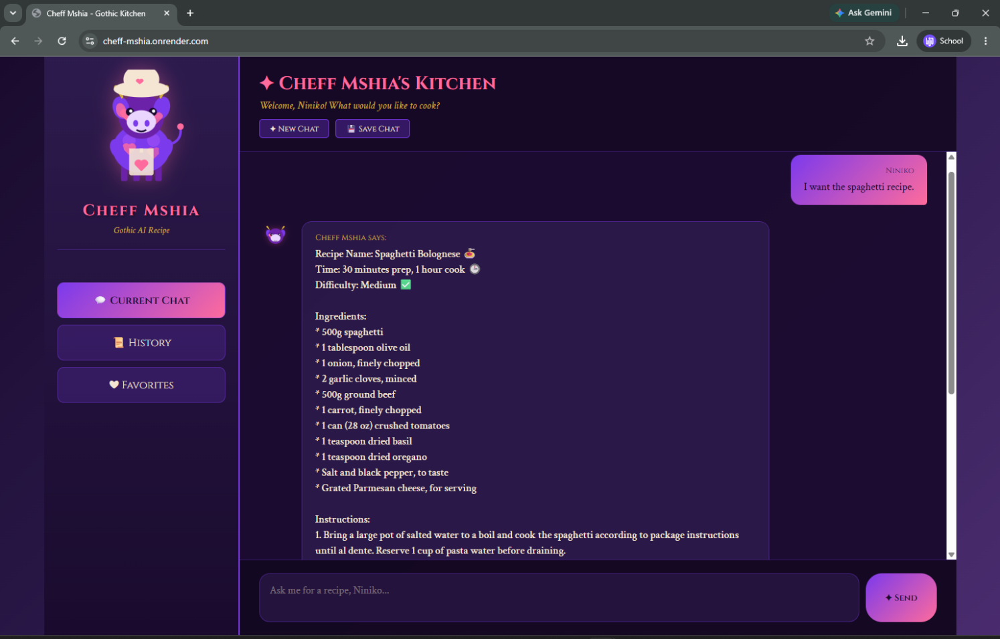 Cheff Mshia - Gothic Kitchen
Ask Gemini
cheff-mshia.onrender.com
School
Cheff Mshia
Gothic AI Recipe
Current Chat
History
Favorites
Cheff Mshia's Kitchen
Welcome, Niniko! What would you like to cook?
New Chat
Save Chat
Niniko
I want the spaghetti recipe.
Cheff Mshia says:
Recipe Name: Spaghetti Bolognese 🍝
Time: 30 minutes prep, 1 hour cook 🕒
Difficulty: Medium ✅
Ingredients:
* 500g spaghetti
* 1 tablespoon olive oil
* 1 onion, finely chopped
* 2 garlic cloves, minced
* 500g ground beef
* 1 carrot, finely chopped
* 1 can (28 oz) crushed tomatoes
* 1 teaspoon dried basil
* 1 teaspoon dried oregano
* Salt and black pepper, to taste
* Grated Parmesan cheese, for serving
Instructions:
1. Bring a large pot of salted water to a boil and cook the spaghetti according to package instructions
until al dente. Reserve 1 cup of pasta water before draining.
Ask me for a recipe, Niniko...
Send